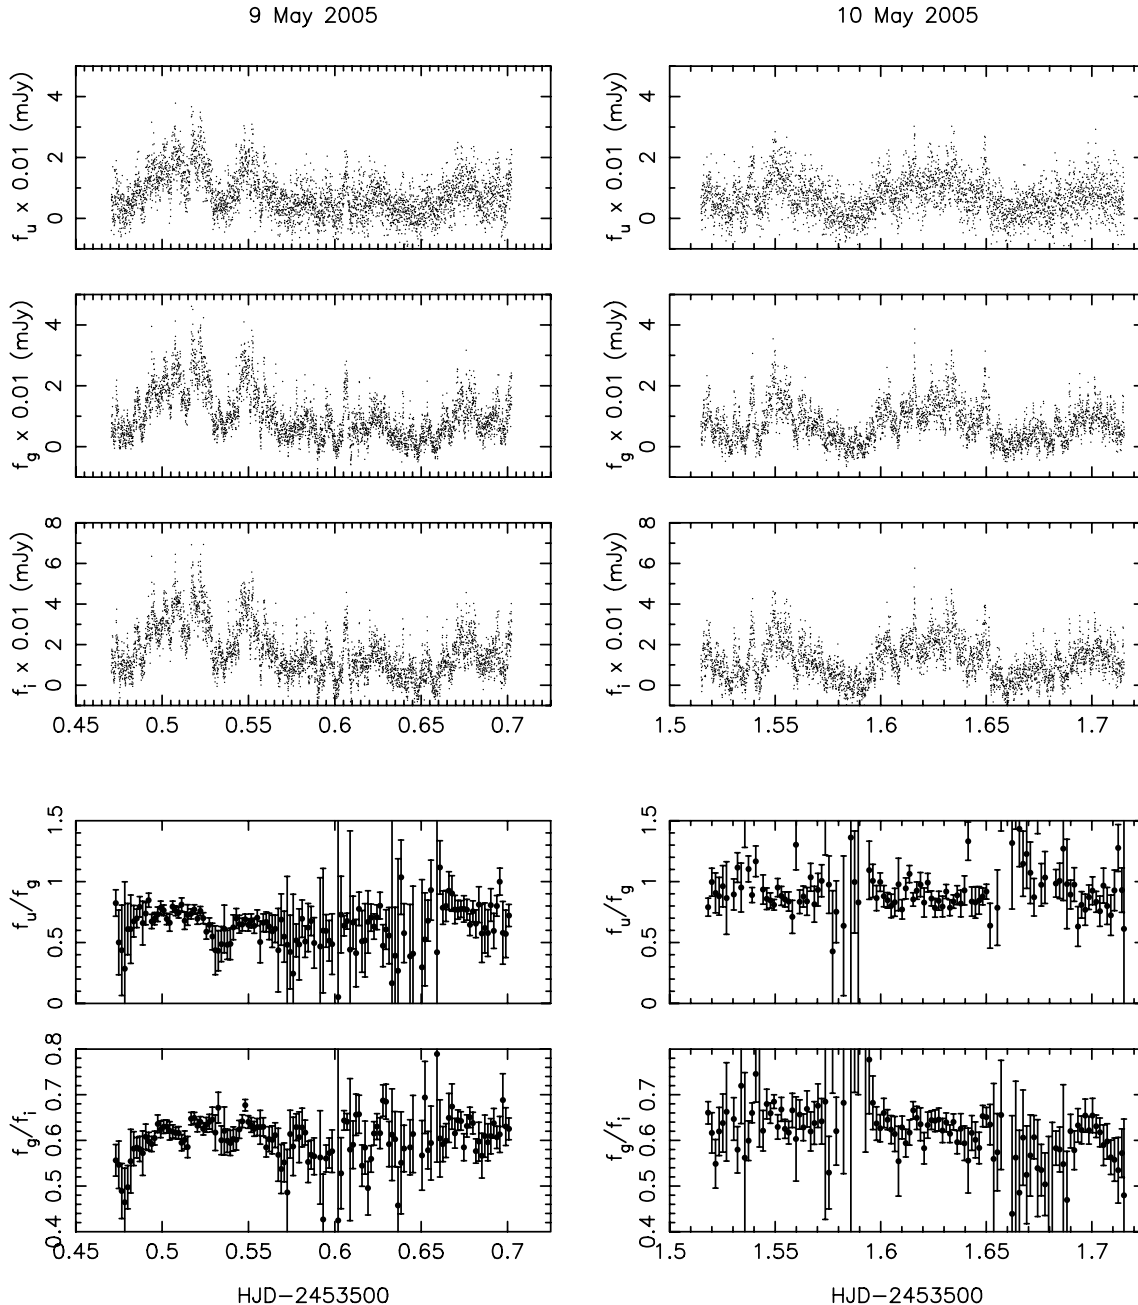 9 May 2005
10 May 2005
f_u x 0.01 (mJy)
0 2 4
f_u x 0.01 (mJy)
0 2 4
f_g x 0.01 (mJy)
0 2 4
f_g x 0.01 (mJy)
0 2 4
f_i x 0.01 (mJy)
0 2 4 6 8
0.45 0.5 0.55 0.6 0.65 0.7
f_i x 0.01 (mJy)
0 2 4 6 8
1.5 1.55 1.6 1.65 1.7
f_u/f_g
0 0.5 1 1.5
f_u/f_g
0 0.5 1 1.5
f_g/f_i
0.4 0.5 0.6 0.7 0.8
0.45 0.5 0.55 0.6 0.65 0.7
HJD-2453500
f_g/f_i
0.4 0.5 0.6 0.7 0.8
1.5 1.55 1.6 1.65 1.7
HJD-2453500